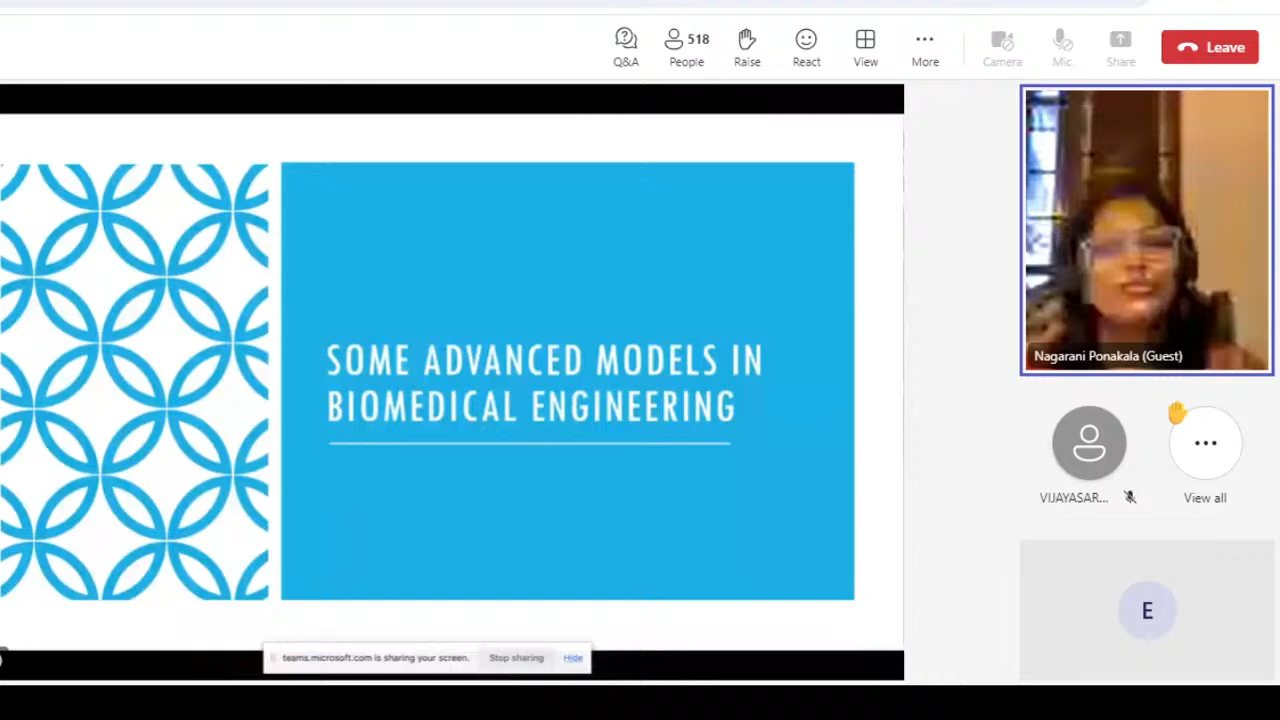 518
Q&A
People
Raise
React
View
More
Camera
Mic
Share
Leave
SOME ADVANCED MODELS IN
BIOMEDICAL ENGINEERING
Nagarani Ponakala (Guest)
VIJAYASAR...
View all
E
teams.microsoft.com is sharing your screen.
Stop sharing
Hide